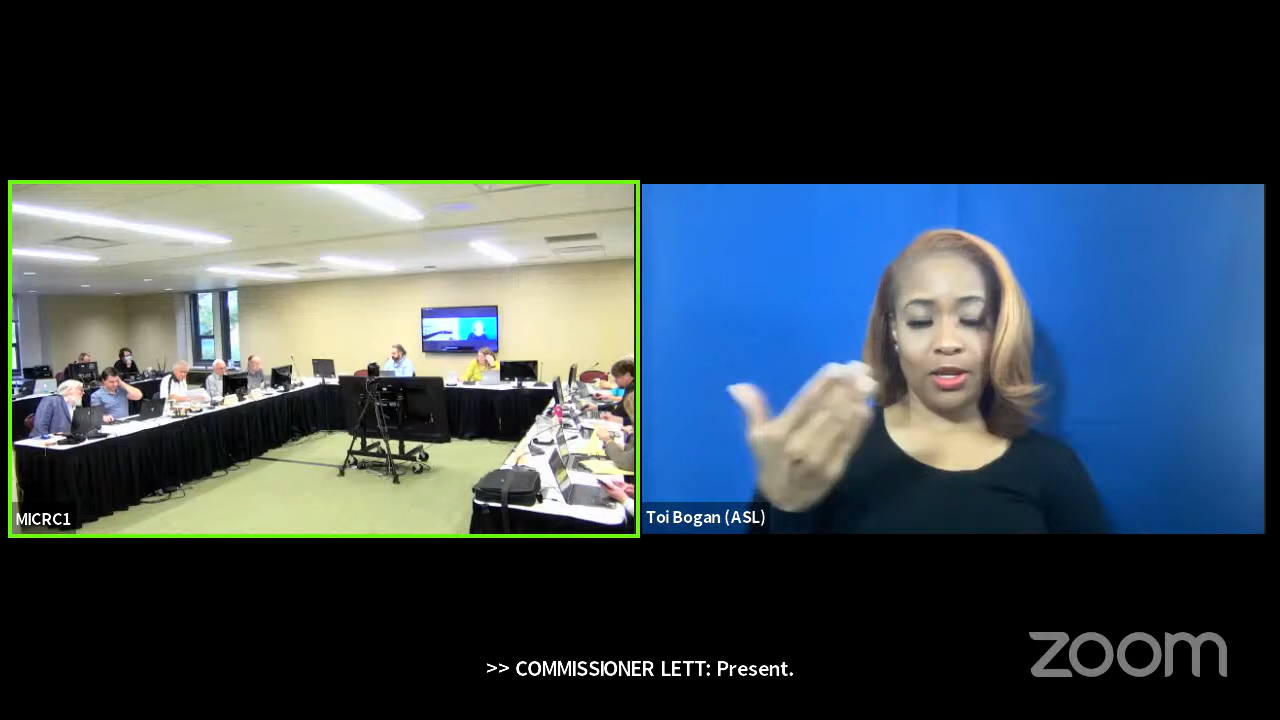 MICRC1
Toi Bogan (ASL)
>> COMMISSIONER LETT: Present.
zoom